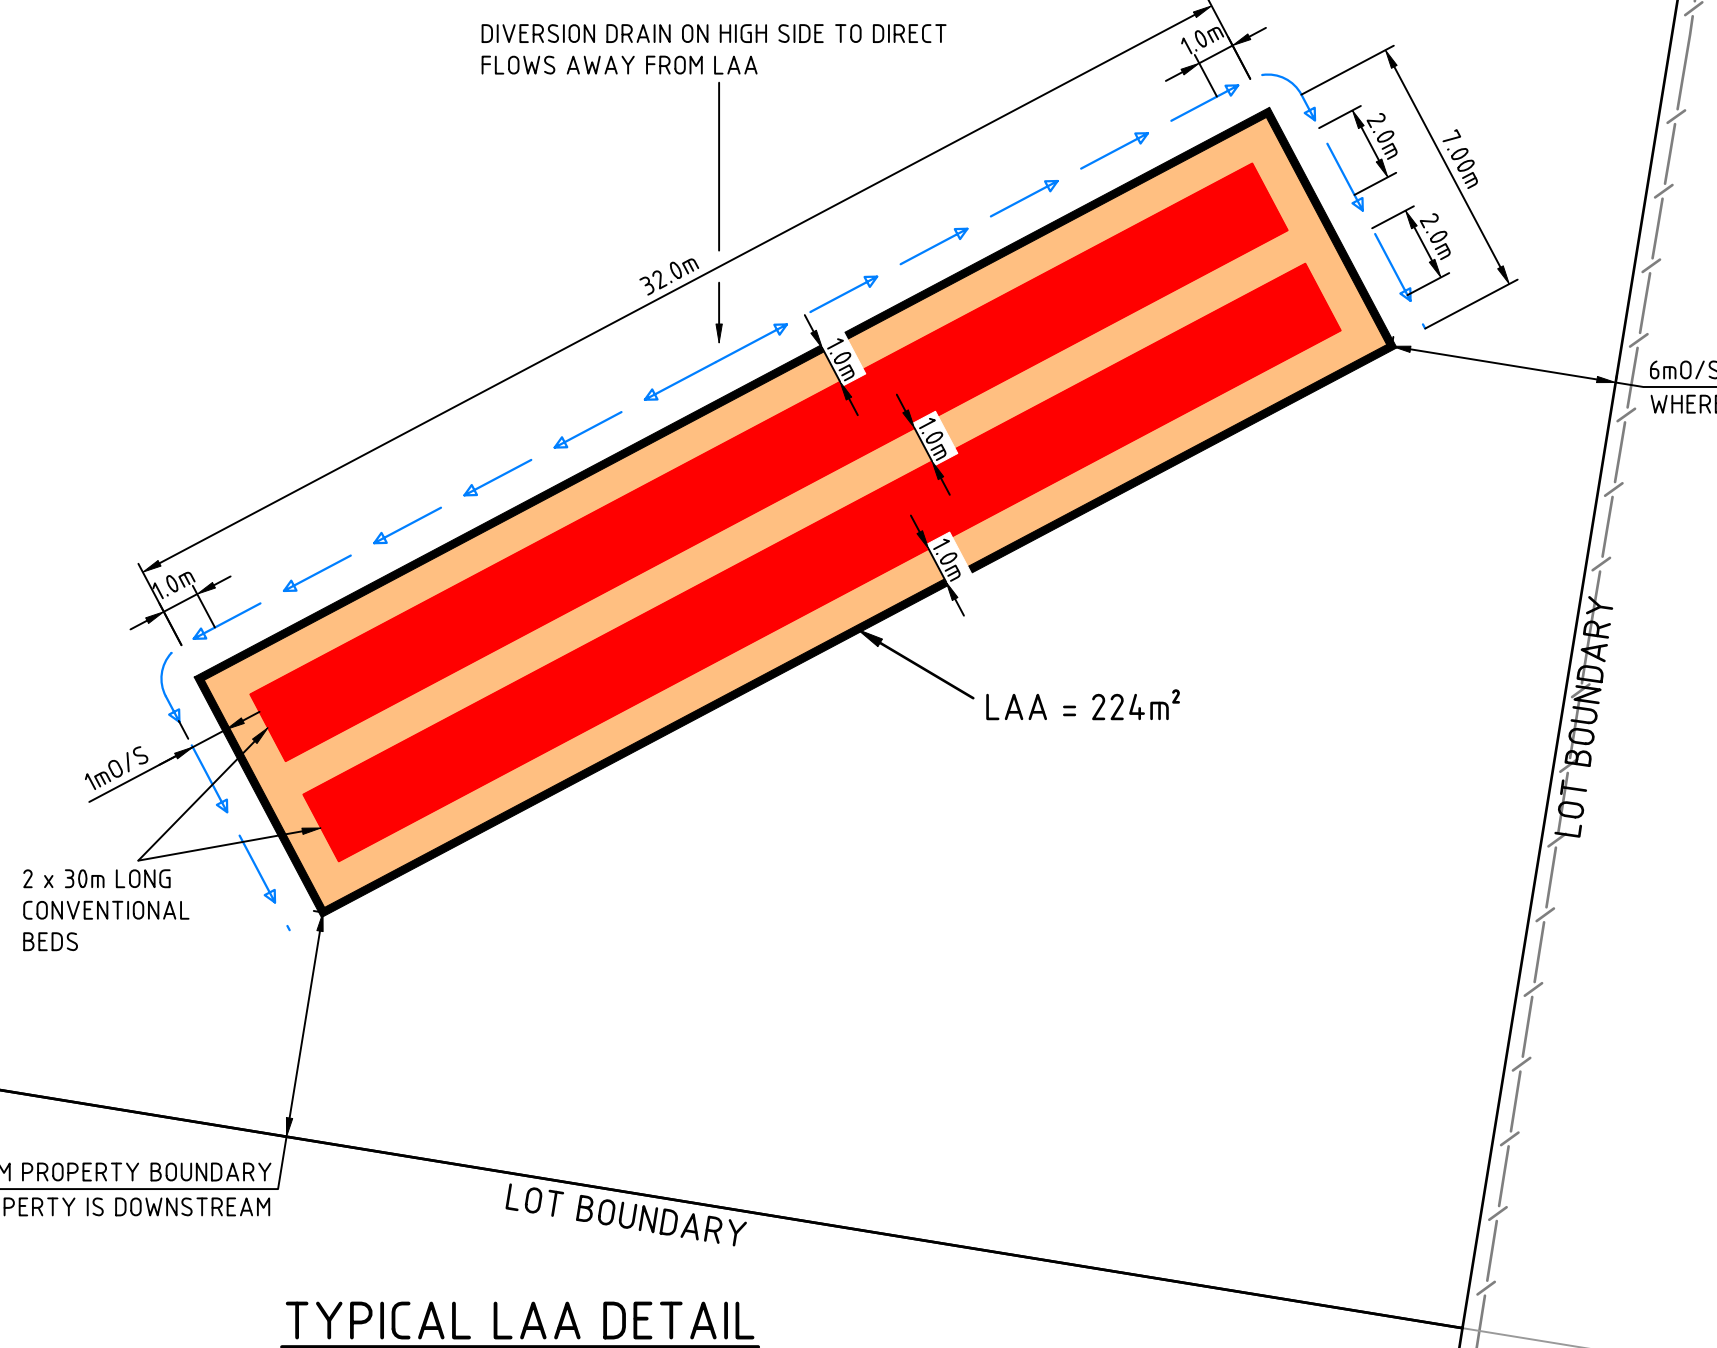 DIVERSION DRAIN ON HIGH SIDE TO DIRECT
FLOWS AWAY FROM LAA
1.0m
2.0m
7.00m
2.0m
32.0m
1.0m
6mO/S
WHERE
1.0m
1.0m
1.0m
LAA = 224m²
1mO/S
LOT BOUNDARY
2 x 30m LONG
CONVENTIONAL
BEDS
M PROPERTY BOUNDARY
PERTY IS DOWNSTREAM
LOT BOUNDARY
TYPICAL LAA DETAIL